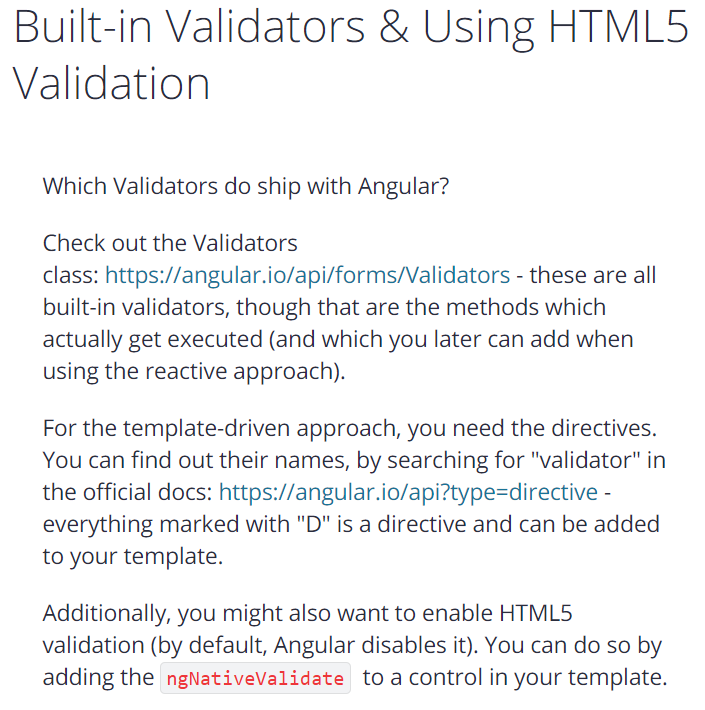 Built-in Validators & Using HTML5
Validation
Which Validators do ship with Angular?
Check out the Validators
class: https://angular.io/api/forms/Validators - these are all
built-in validators, though that are the methods which
actually get executed (and which you later can add when
using the reactive approach).
For the template-driven approach, you need the directives.
You can find out their names, by searching for "validator" in
the official docs: https://angular.io/api?type=directive -
everything marked with "D" is a directive and can be added
to your template.
Additionally, you might also want to enable HTML5
validation (by default, Angular disables it). You can do so by
adding the ngNativeValidate to a control in your template.